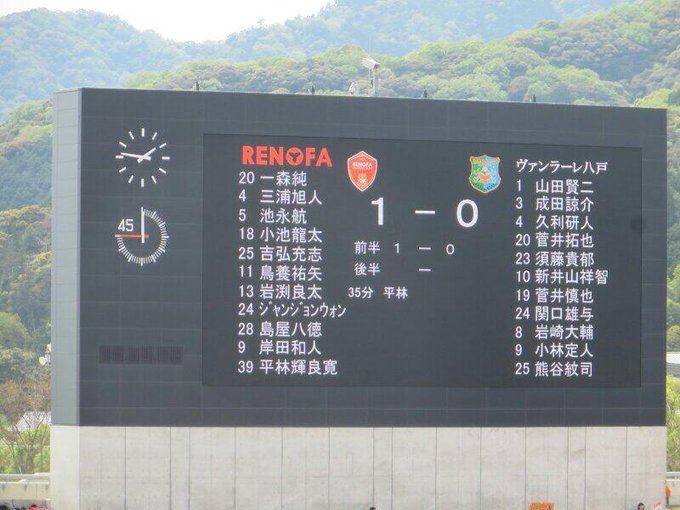 RENOFA
20 一森純
4 三浦旭人
5 池永航
18 小池龍太
25 吉弘充志
11 鳥養祐矢
13 岩渕良太
24 ジャンジョンウォン
28 島屋八徳
9 岸田和人
39 平林輝良寛
RENOFA
1 - 0
前半 1 - 0
後半 -
35分 平林
ヴァンラーレ八戸
1 山田賢二
3 成田諒介
4 久利研人
20 菅井拓也
23 須藤貴郁
10 新井山祥智
19 菅井慎也
24 関口雄与
8 岩崎大輔
9 小林定人
25 熊谷紋司
45